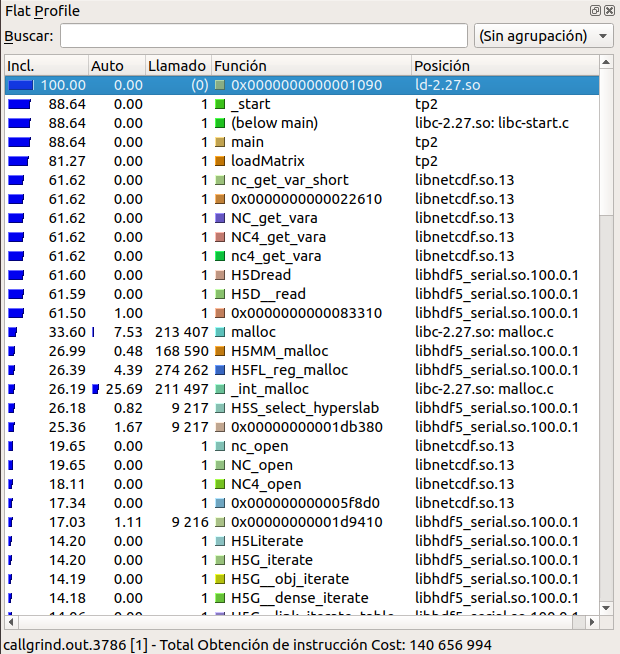 Flat Profile
Buscar: (Sin agrupación)
Incl. Auto Llamado Función Posición
100.00 0.00 (0) 0x0000000000001090 ld-2.27.so
88.64 0.00 1 _start tp2
88.64 0.00 1 (below main) libc-2.27.so: libc-start.c
88.64 0.00 1 main tp2
81.27 0.00 1 loadMatrix tp2
61.62 0.00 1 nc_get_var_short libnetcdf.so.13
61.62 0.00 1 0x0000000000022610 libnetcdf.so.13
61.62 0.00 1 NC_get_vara libnetcdf.so.13
61.62 0.00 1 NC4_get_vara libnetcdf.so.13
61.62 0.00 1 nc4_get_vara libnetcdf.so.13
61.60 0.00 1 H5Dread libhdf5_serial.so.100.0.1
61.59 0.00 1 H5D__read libhdf5_serial.so.100.0.1
61.50 1.00 1 0x0000000000083310 libhdf5_serial.so.100.0.1
33.60 7.53 213 407 malloc libc-2.27.so: malloc.c
26.99 0.48 168 590 H5MM_malloc libhdf5_serial.so.100.0.1
26.39 4.39 274 262 H5FL_reg_malloc libhdf5_serial.so.100.0.1
26.19 25.69 211 497 _int_malloc libc-2.27.so: malloc.c
26.18 0.82 9 217 H5S_select_hyperslab libhdf5_serial.so.100.0.1
25.36 1.67 9 217 0x00000000001db380 libhdf5_serial.so.100.0.1
19.65 0.00 1 nc_open libnetcdf.so.13
19.65 0.00 1 NC_open libnetcdf.so.13
18.11 0.00 1 NC4_open libnetcdf.so.13
17.34 0.00 1 0x000000000005f8d0 libnetcdf.so.13
17.03 1.11 9 216 0x00000000001d9410 libhdf5_serial.so.100.0.1
14.20 0.00 1 H5Literate libhdf5_serial.so.100.0.1
14.20 0.00 1 H5G_iterate libhdf5_serial.so.100.0.1
14.19 0.00 1 H5G__obj_iterate libhdf5_serial.so.100.0.1
14.18 0.00 1 H5G__dense_iterate libhdf5_serial.so.100.0.1
callgrind.out.3786 [1] - Total Obtención de instrucción Cost: 140 656 994